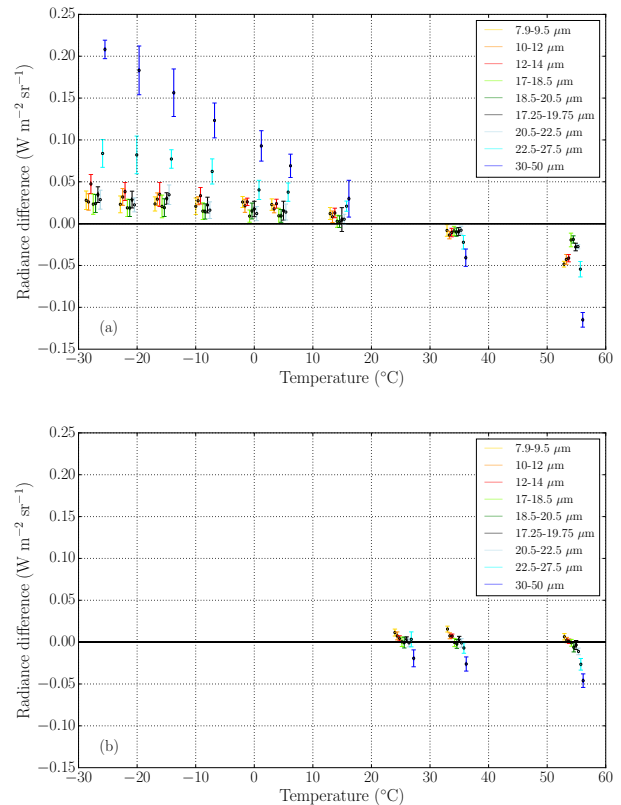 0.25
0.20
0.15
0.10
0.05
0.00
−0.05
−0.10
−0.15
Radiance difference (W m−2 sr−1)
7.9-9.5 μm
10-12 μm
12-14 μm
17-18.5 μm
18.5-20.5 μm
17.25-19.75 μm
20.5-22.5 μm
22.5-27.5 μm
30-50 μm
(a)
−30 −20 −10 0 10 20 30 40 50 60
Temperature (°C)
0.25
0.20
0.15
0.10
0.05
0.00
−0.05
−0.10
−0.15
Radiance difference (W m−2 sr−1)
7.9-9.5 μm
10-12 μm
12-14 μm
17-18.5 μm
18.5-20.5 μm
17.25-19.75 μm
20.5-22.5 μm
22.5-27.5 μm
30-50 μm
(b)
−30 −20 −10 0 10 20 30 40 50 60
Temperature (°C)